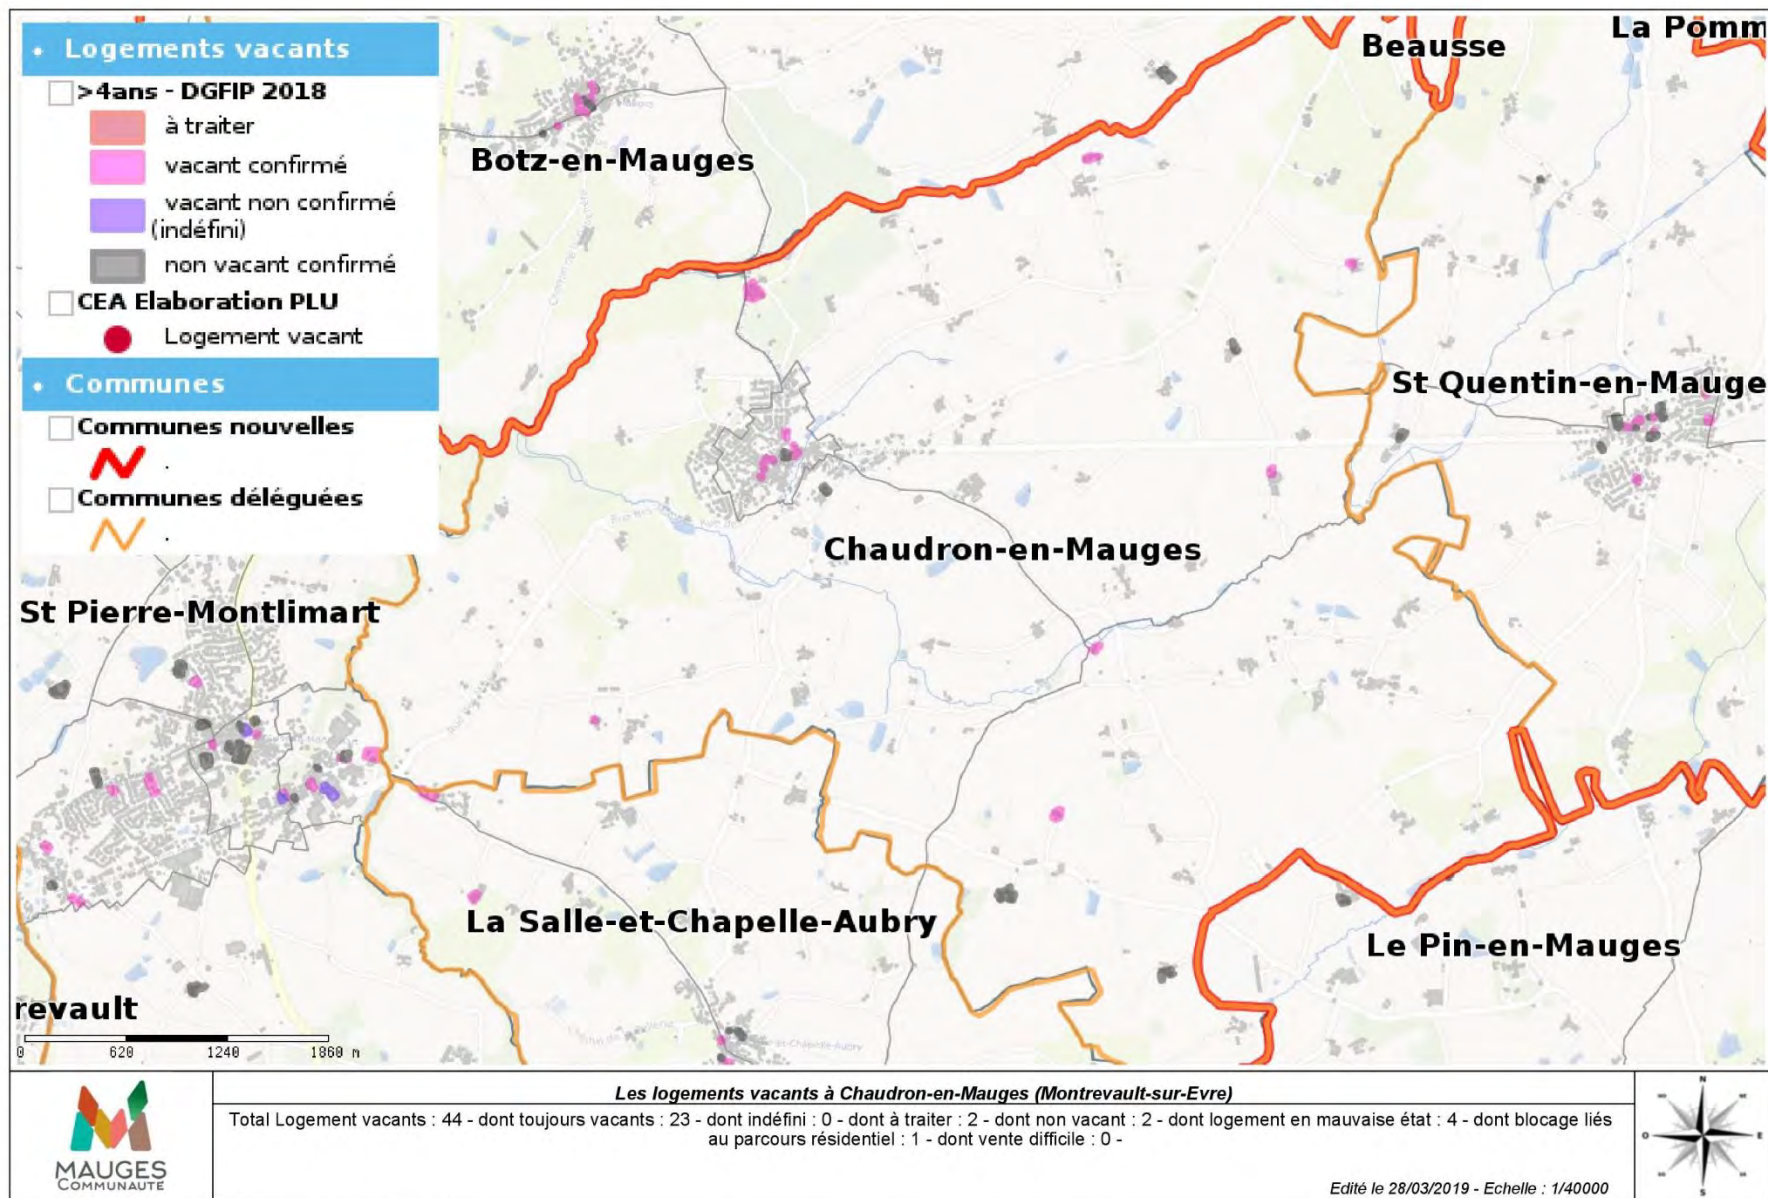 Logements vacants
>4ans - DGFIP 2018
à traiter
vacant confirmé
vacant non confirmé
(indéfini)
non vacant confirmé
CEA Elaboration PLU
Logement vacant
Communes
Communes nouvelles
.
Communes déléguées
.
La Pomm
Beausse
Botz-en-Mauges
St Quentin-en-Mauge
Chaudron-en-Mauges
St Pierre-Montlimart
La Salle-et-Chapelle-Aubry
Le Pin-en-Mauges
revault
0 620 1240 1860 m
MAUGES
COMMUNAUTÉ
Les logements vacants à Chaudron-en-Mauges (Montrevault-sur-Evre)
Total Logement vacants : 44 - dont toujours vacants : 23 - dont indéfini : 0 - dont à traiter : 2 - dont non vacant : 2 - dont logement en mauvaise état : 4 - dont blocage liés
au parcours résidentiel : 1 - dont vente difficile : 0 -
Edité le 28/03/2019 - Echelle : 1/40000
N
NO NE
O E
S